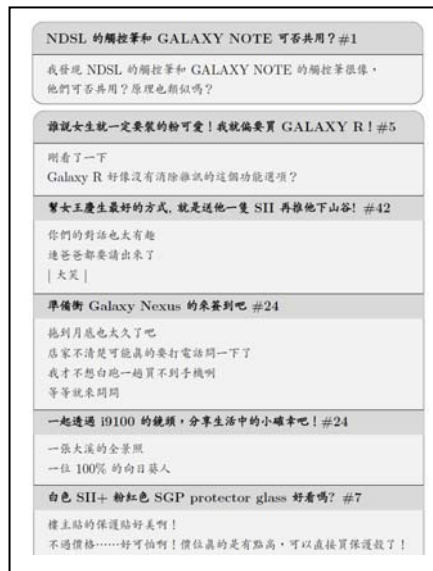 NDSL 的觸控筆和 GALAXY NOTE 可否共用？#1
我發現 NDSL 的觸控筆和 GALAXY NOTE 的觸控筆很像，
他們可否共用？原理也類似嗎？
誰說女生就一定要裝的粉可愛！我就偏要買 GALAXY R！#5
剛看了一下
Galaxy R 好像沒有消除雜訊的這個功能選項？
幫女王慶生最好的方式, 就是送他一隻 SII 再推他下山谷! #42
你們的對話也太有趣
連爸爸都要請出來了
| 大笑 |
準備衝 Galaxy Nexus 的來簽到吧 #24
拖到月底也太久了吧
店家不清楚可能真的要打電話問一下了
我才不想白跑一趟買不到手機啊
等等就來問問
一起透過 i9100 的鏡頭，分享生活中的小確幸吧！#24
一張大溪的全景照
一位 100% 的向日葵人
白色 SII+ 粉紅色 SGP protector glass 好看嗎？#7
樓主貼的保護貼好美啊！
不過價格……好可怕啊！價位真的是有點高，可以直接買保護殼了！